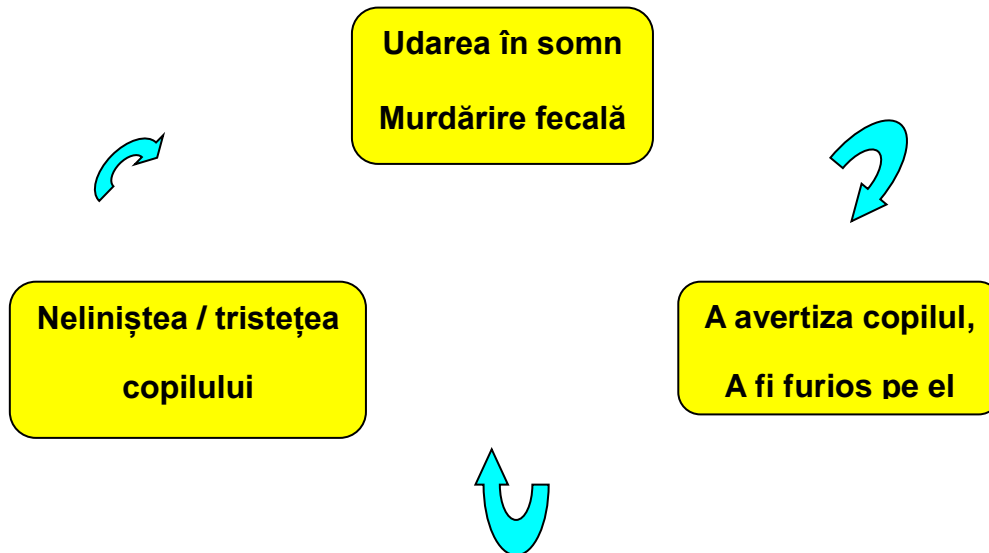 Udarea în somn
Murdărire fecală
Neliniștea / tristețea
copilului
A avertiza copilul,
A fi furios pe el